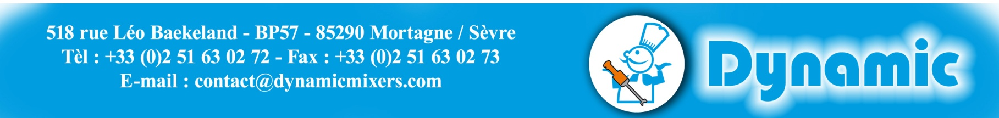 518 rue Léo Baekeland - BP57 - 85290 Mortagne / Sèvre
Tèl : +33 (0)2 51 63 02 72 - Fax : +33 (0)2 51 63 02 73
E-mail : contact@dynamicmixers.com
Dynamic